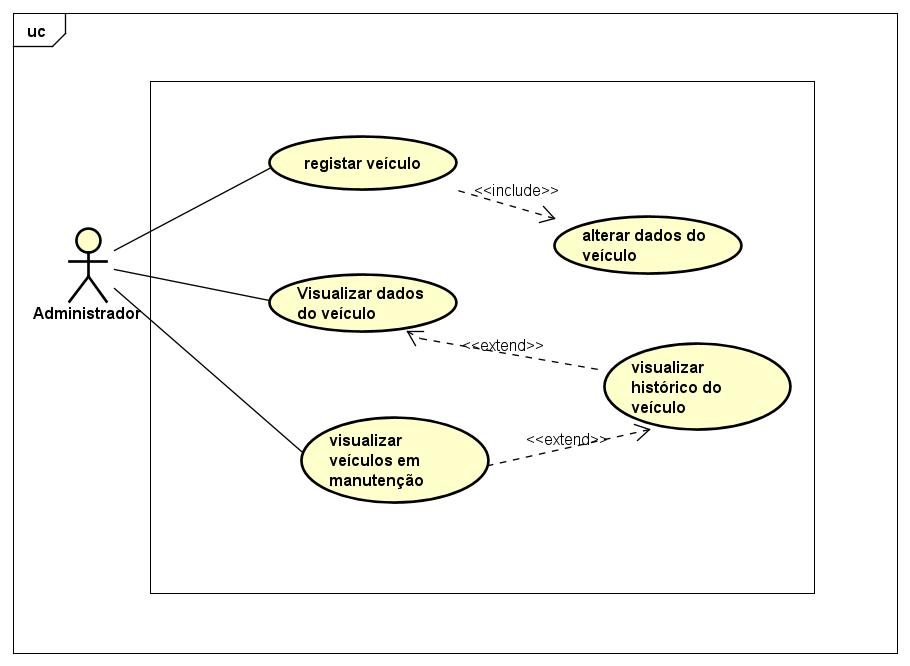 uc
registar veículo
<<include>>
alterar dados do
veículo
Administrador
Visualizar dados
do veículo
<<extend>>
visualizar
histórico do
veículo
visualizar
veículos em
manutenção
<<extend>>